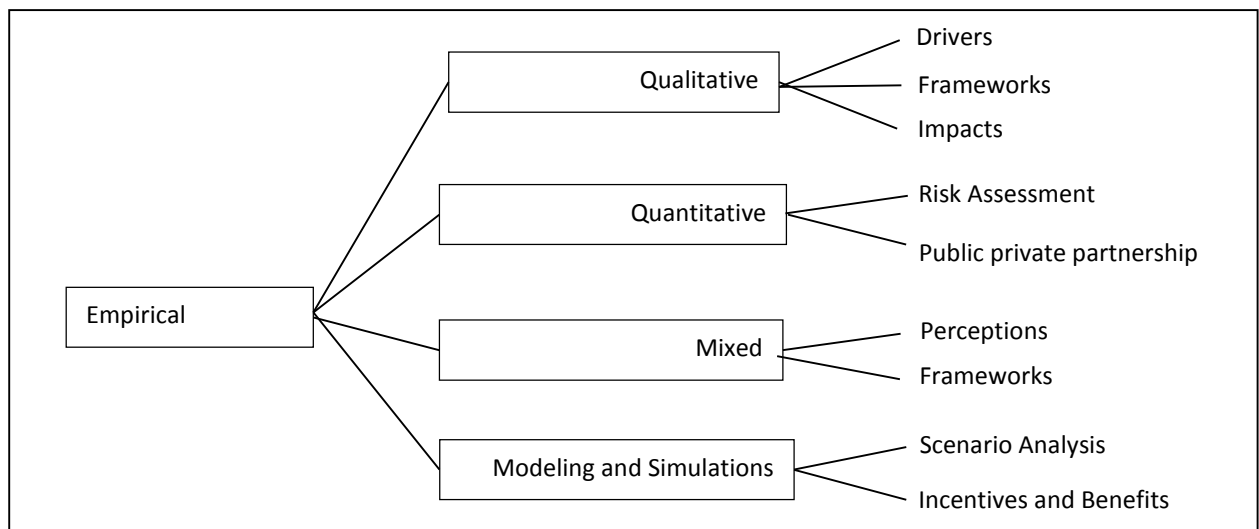 Empirical
Qualitative
Drivers
Frameworks
Impacts
Quantitative
Risk Assessment
Public private partnership
Mixed
Perceptions
Frameworks
Modeling and Simulations
Scenario Analysis
Incentives and Benefits